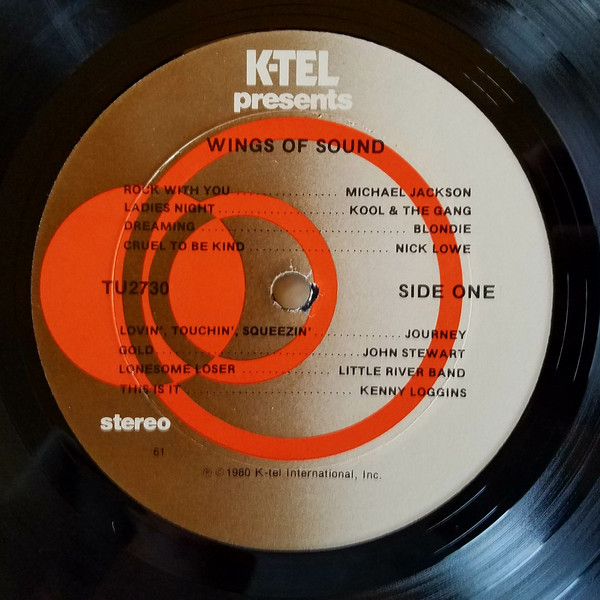 K-TEL
presents
WINGS OF SOUND
ROCK WITH YOU .................. MICHAEL JACKSON
LADIES NIGHT .................... KOOL & THE GANG
DREAMING ................................ BLONDIE
CRUEL TO BE KIND ..................... NICK LOWE
TU2730 SIDE ONE
LOVIN', TOUCHIN', SQUEEZIN' ............. JOURNEY
GOLD ............................... JOHN STEWART
LONESOME LOSER ............... LITTLE RIVER BAND
THIS IS IT ......................... KENNY LOGGINS
stereo
61
℗ © 1980 K-tel International, Inc.